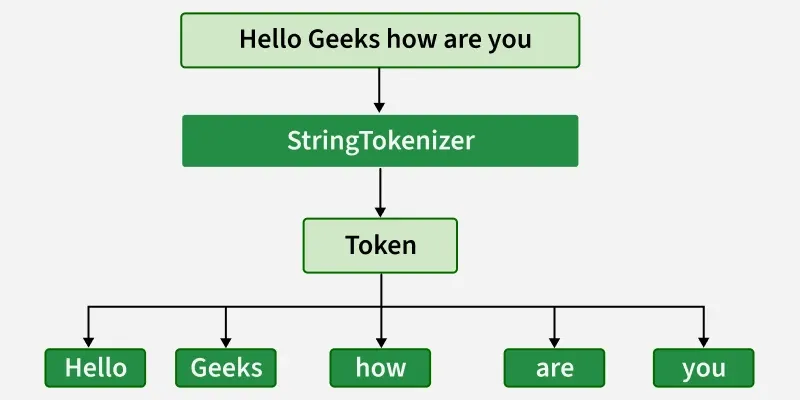 Hello Geeks how are you
StringTokenizer
Token
Hello Geeks how are you